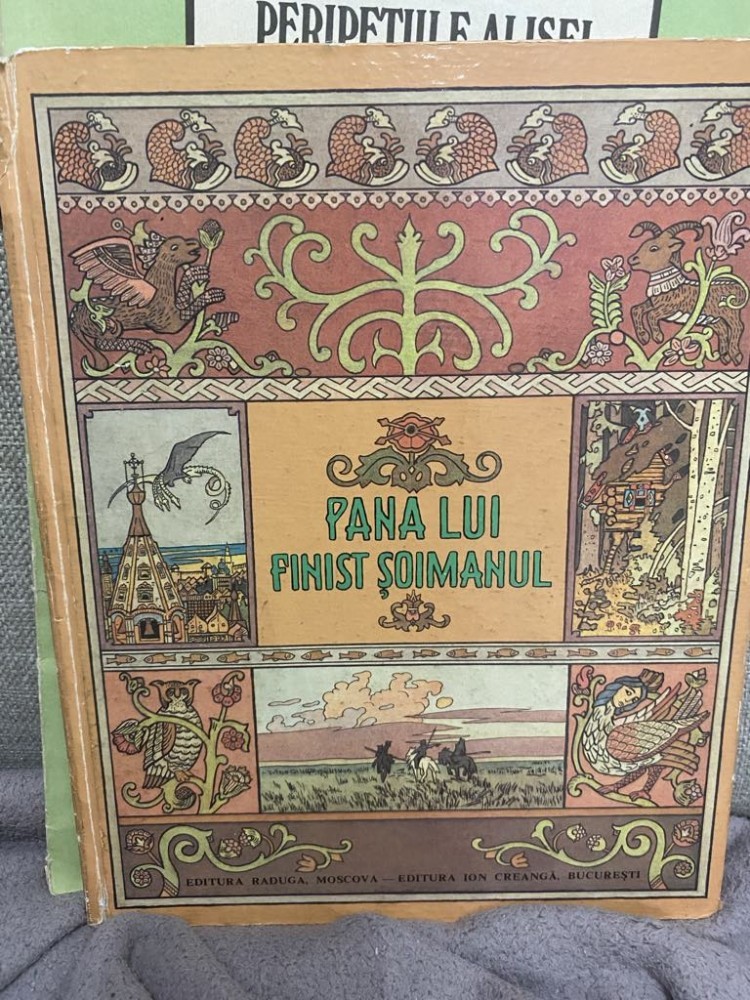 PERIPEȚIILE ALISEI
PANA LUI
FINIST ȘOIMANUL
EDITURA RADUGA, MOSCOVA — EDITURA ION CREANGĂ, BUCUREȘTI